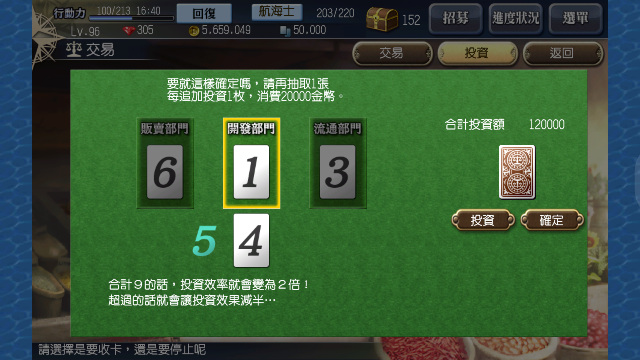 行動力 100/213 16:40 回復 航海士 203/220 152 招募 進度狀況 選單
Lv.96 305 5.659.049 50.000
交易 交易 投資 返回
要就這樣確定嗎，請再抽取1張
每追加投資1枚，消費20000金幣。
販賣部門 開發部門 流通部門
合計投資額 120000
6 1 3
投資 確定
5 4
合計９的話，投資效率就會變為２倍！
超過的話就會讓投資效果減半…
請選擇是要收卡，還是要停止呢